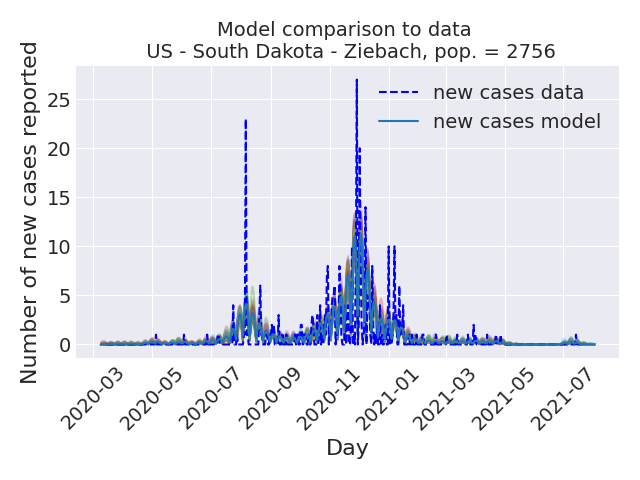 Model comparison to data
US - South Dakota - Ziebach, pop. = 2756
Number of new cases reported
25
20
15
10
5
0
new cases data
new cases model
2020-03
2020-05
2020-07
2020-09
2020-11
2021-01
2021-03
2021-05
2021-07
Day